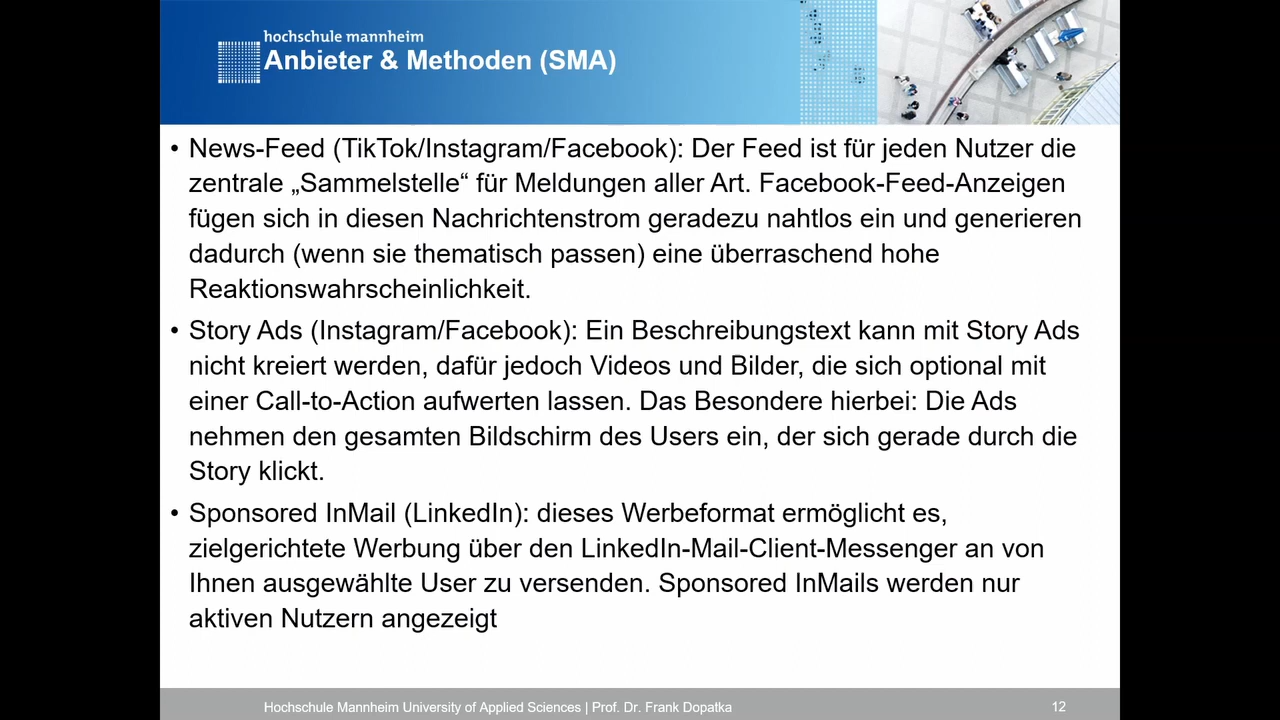 hochschule mannheim
Anbieter & Methoden (SMA)
• News-Feed (TikTok/Instagram/Facebook): Der Feed ist für jeden Nutzer die
zentrale „Sammelstelle“ für Meldungen aller Art. Facebook-Feed-Anzeigen
fügen sich in diesen Nachrichtenstrom geradezu nahtlos ein und generieren
dadurch (wenn sie thematisch passen) eine überraschend hohe
Reaktionswahrscheinlichkeit.
• Story Ads (Instagram/Facebook): Ein Beschreibungstext kann mit Story Ads
nicht kreiert werden, dafür jedoch Videos und Bilder, die sich optional mit
einer Call-to-Action aufwerten lassen. Das Besondere hierbei: Die Ads
nehmen den gesamten Bildschirm des Users ein, der sich gerade durch die
Story klickt.
• Sponsored InMail (LinkedIn): dieses Werbeformat ermöglicht es,
zielgerichtete Werbung über den LinkedIn-Mail-Client-Messenger an von
Ihnen ausgewählte User zu versenden. Sponsored InMails werden nur
aktiven Nutzern angezeigt
Hochschule Mannheim University of Applied Sciences | Prof. Dr. Frank Dopatka
12